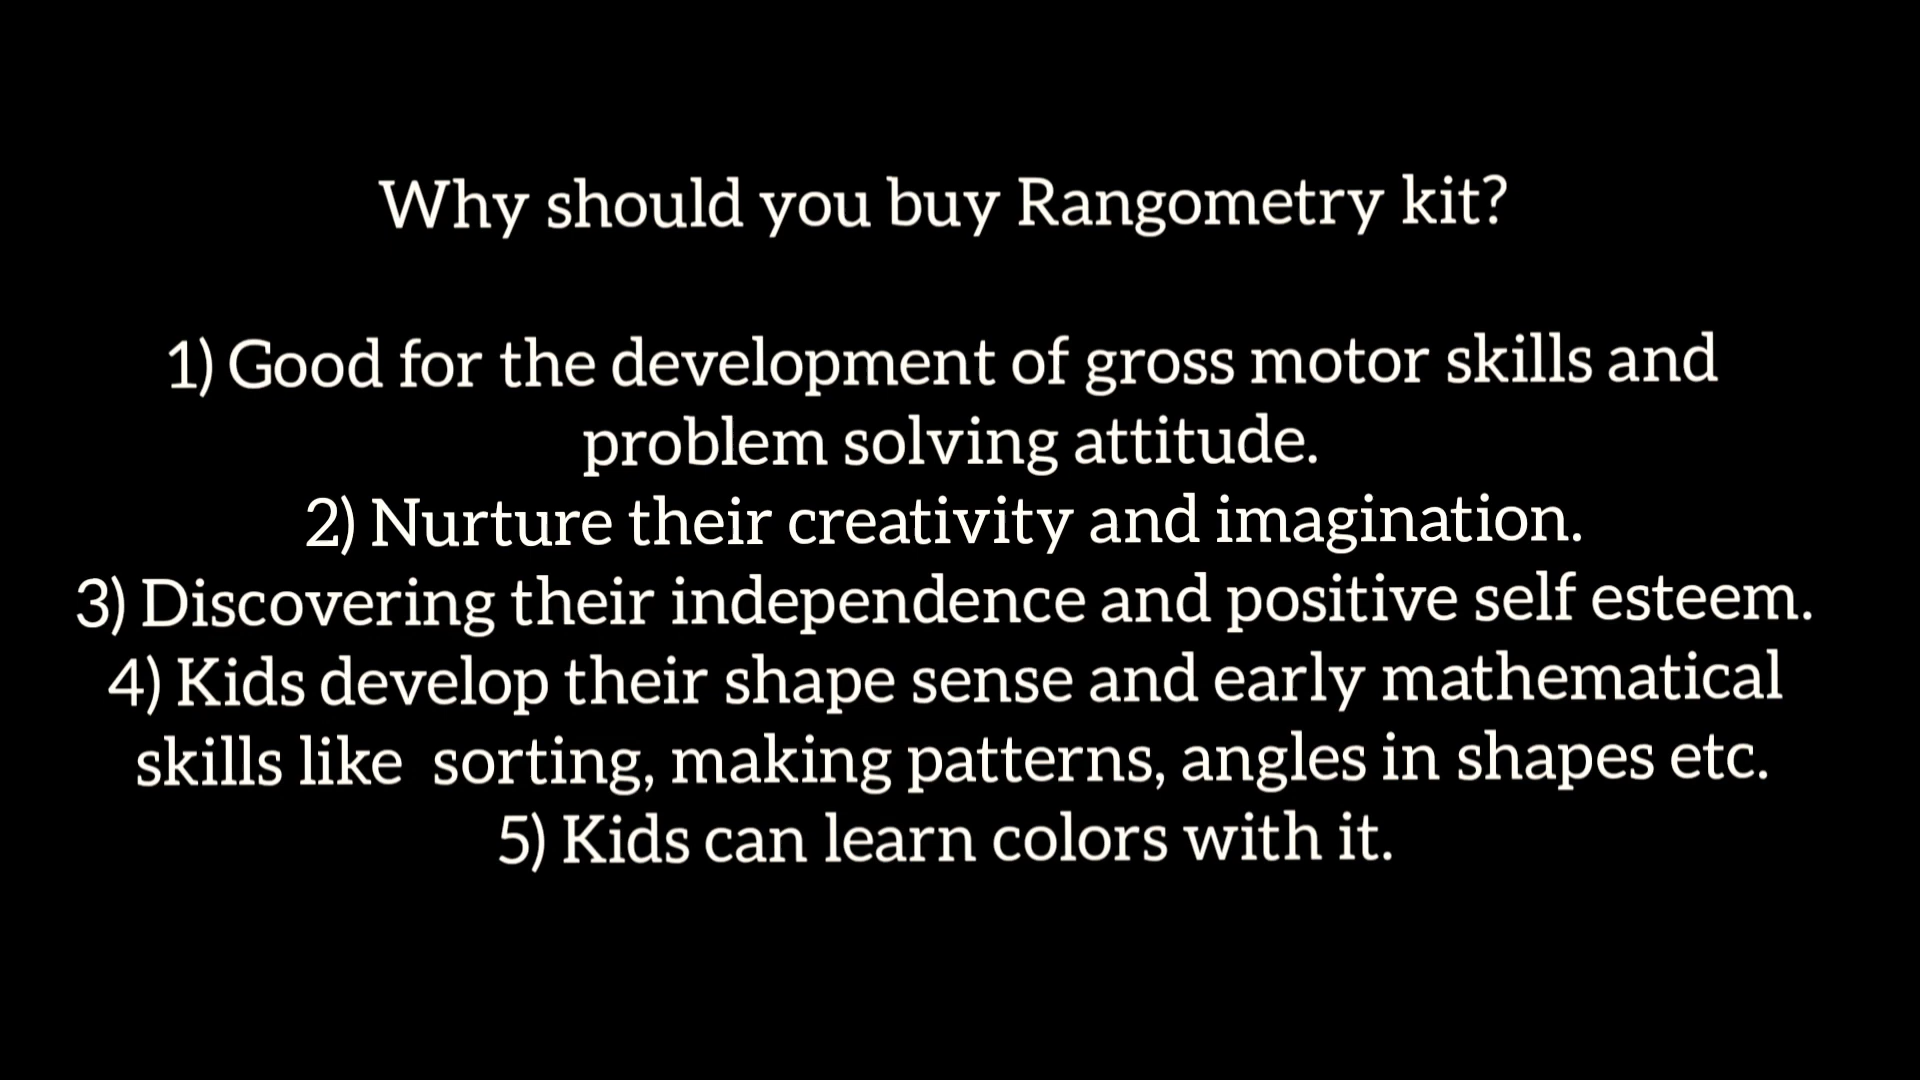 Why should you buy Rangometry kit?
1) Good for the development of gross motor skills and
problem solving attitude.
2) Nurture their creativity and imagination.
3) Discovering their independence and positive self esteem.
4) Kids develop their shape sense and early mathematical
skills like  sorting, making patterns, angles in shapes etc.
5) Kids can learn colors with it.